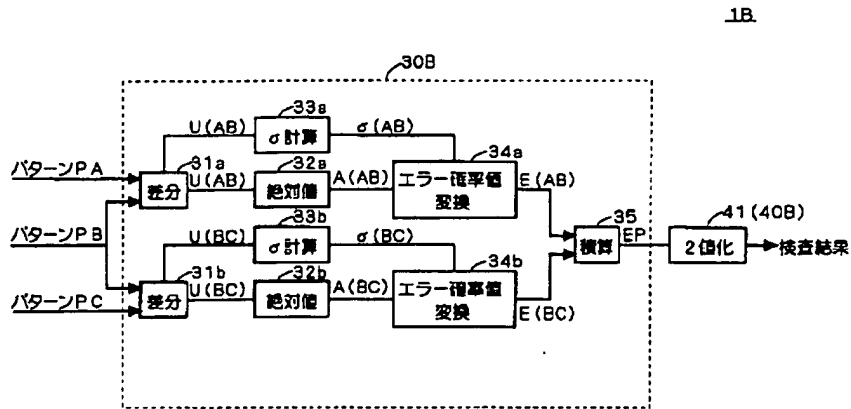 1B
30B
33a
U(AB)
σ計算
σ(AB)
34a
パターンPA
31a
差分
U(AB)
32a
絶対値
A(AB)
エラー確率値
変換
E(AB)
33b
パターンPB
U(BC)
σ計算
σ(BC)
35
積算
EP
41(40B)
2値化
検査結果
34b
31b
差分
U(BC)
32b
絶対値
A(BC)
エラー確率値
変換
E(BC)
パターンPC